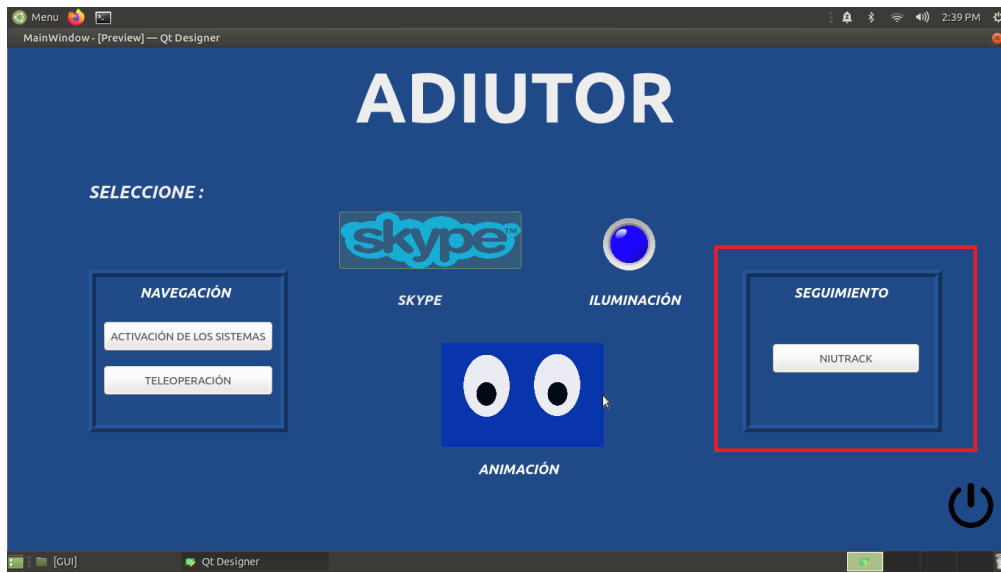 Menu
2:39 PM
MainWindow - [Preview] — Qt Designer
ADIUTOR
SELECCIONE :
skype™
NAVEGACIÓN
SKYPE
ILUMINACIÓN
SEGUIMIENTO
ACTIVACIÓN DE LOS SISTEMAS
NIUTRACK
TELEOPERACIÓN
ANIMACIÓN
[GUI]
Qt Designer